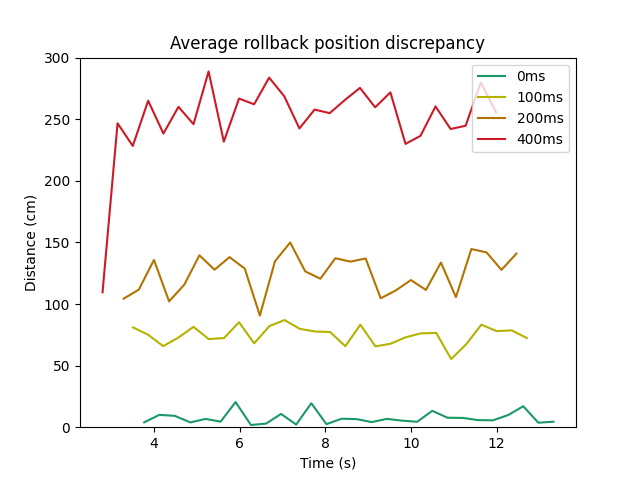 Average rollback position discrepancy
0ms
100ms
200ms
400ms
300
250
200
150
100
50
0
Distance (cm)
4
6
8
10
12
Time (s)